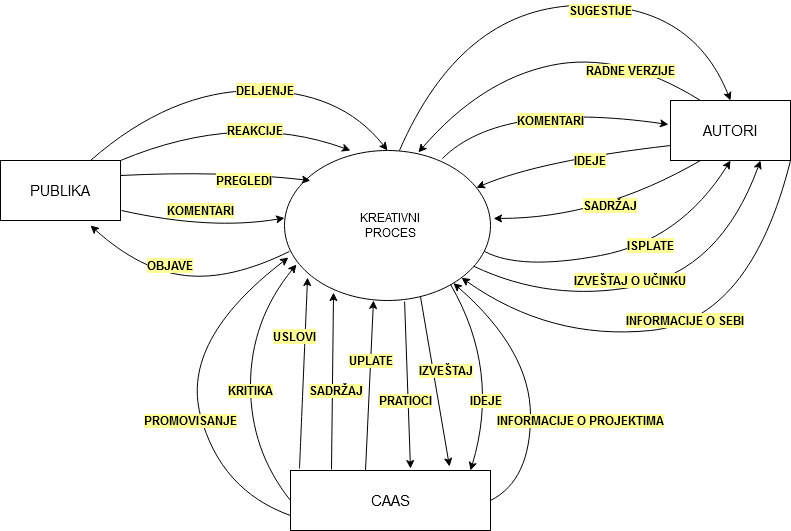 SUGESTIJE
RADNE VERZIJE
DELJENJE
KOMENTARI
REAKCIJE
AUTORI
IDEJE
PREGLEDI
PUBLIKA
SADRŽAJ
KOMENTARI
KREATIVNI
PROCES
ISPLATE
OBJAVE
IZVEŠTAJ O UČINKU
INFORMACIJE O SEBI
USLOVI
UPLATE
IZVEŠTAJ
KRITIKA
SADRŽAJ
PRATIOCI
IDEJE
PROMOVISANJE
INFORMACIJE O PROJEKTIMA
CAAS